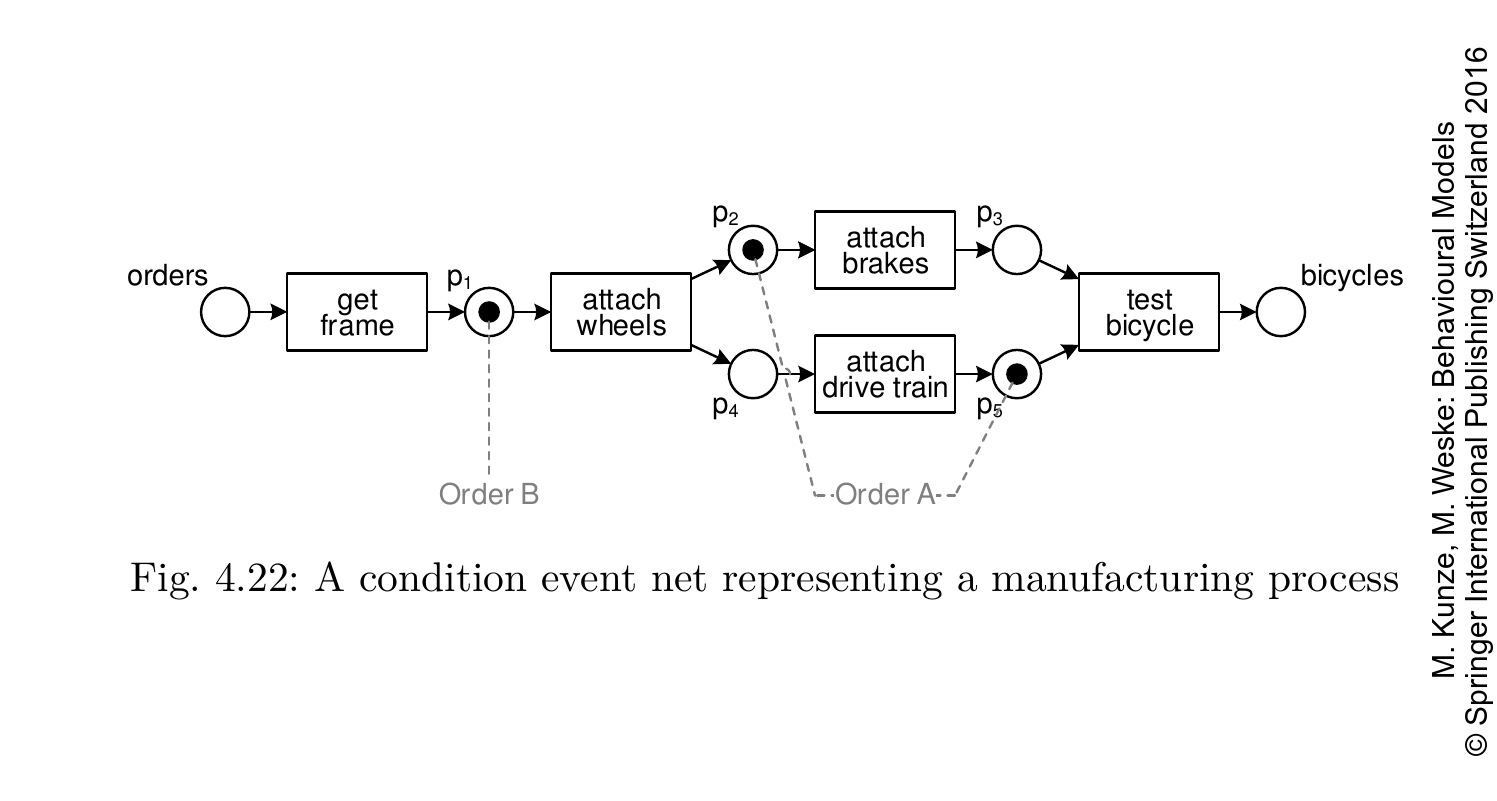 orders
get
frame
p1
attach
wheels
p2
attach
brakes
p3
p4
attach
drive train
p5
test
bicycle
bicycles
Order B
Order A
Fig. 4.22: A condition event net representing a manufacturing process
M. Kunze, M. Weske: Behavioural Models
© Springer International Publishing Switzerland 2016